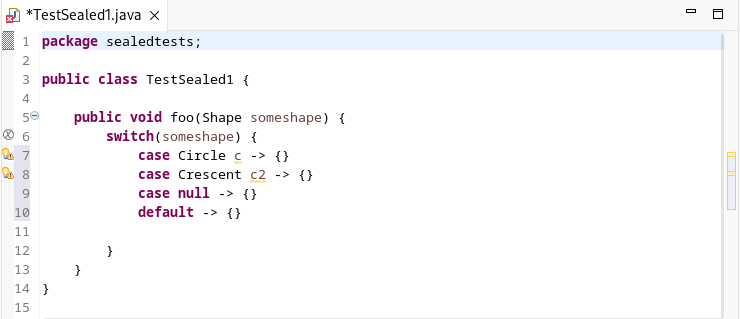 *TestSealed1.java
1 package sealedtests;
2
3 public class TestSealed1 {
4
5 public void foo(Shape someshape) {
6 switch(someshape) {
7 case Circle c -> {}
8 case Crescent c2 -> {}
9 case null -> {}
10 default -> {}
11
12 }
13 }
14 }
15